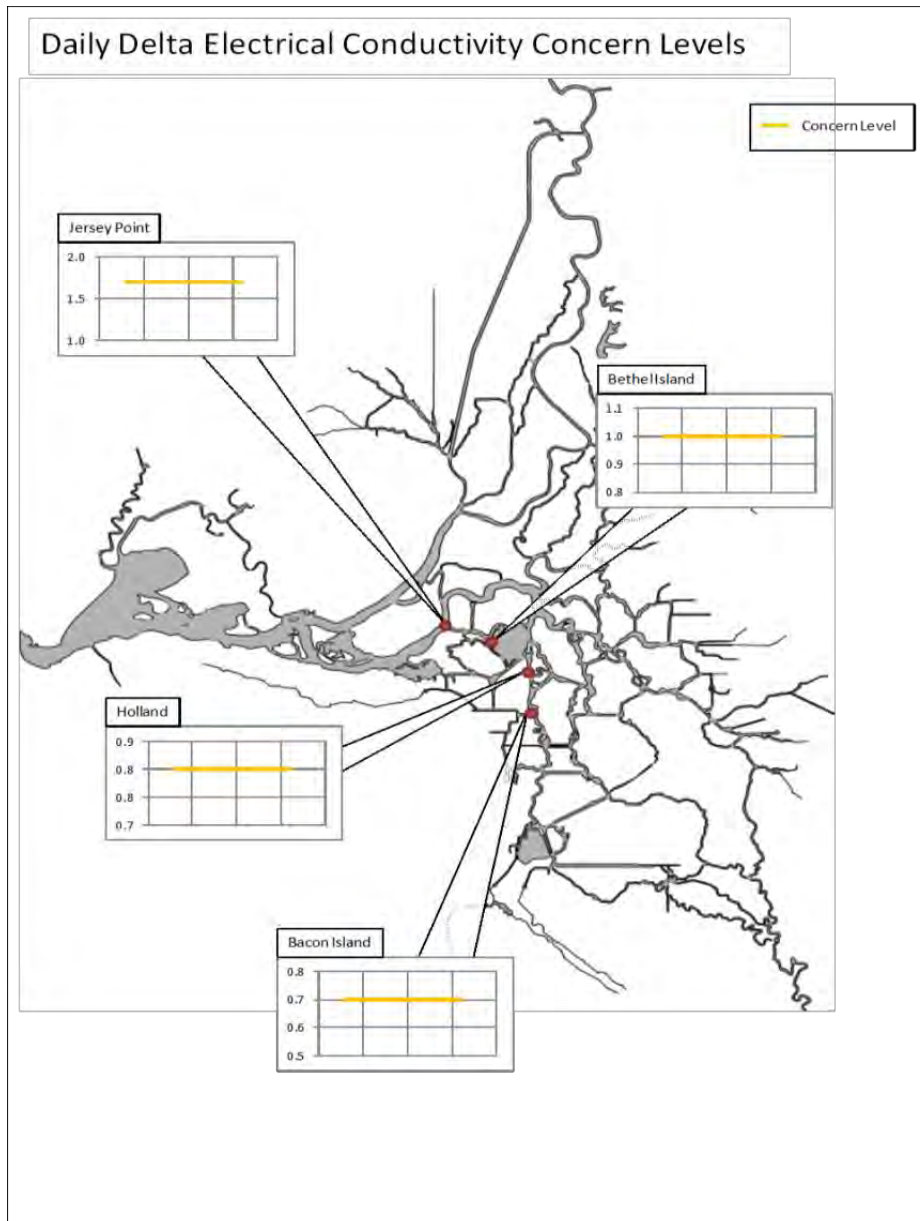 Daily Delta Electrical Conductivity Concern Levels
Concern Level
Jersey Point
2.0
1.5
1.0
Bethel Island
1.1
1.0
0.9
0.8
Holland
0.9
0.8
0.8
0.7
Bacon Island
0.8
0.7
0.6
0.5